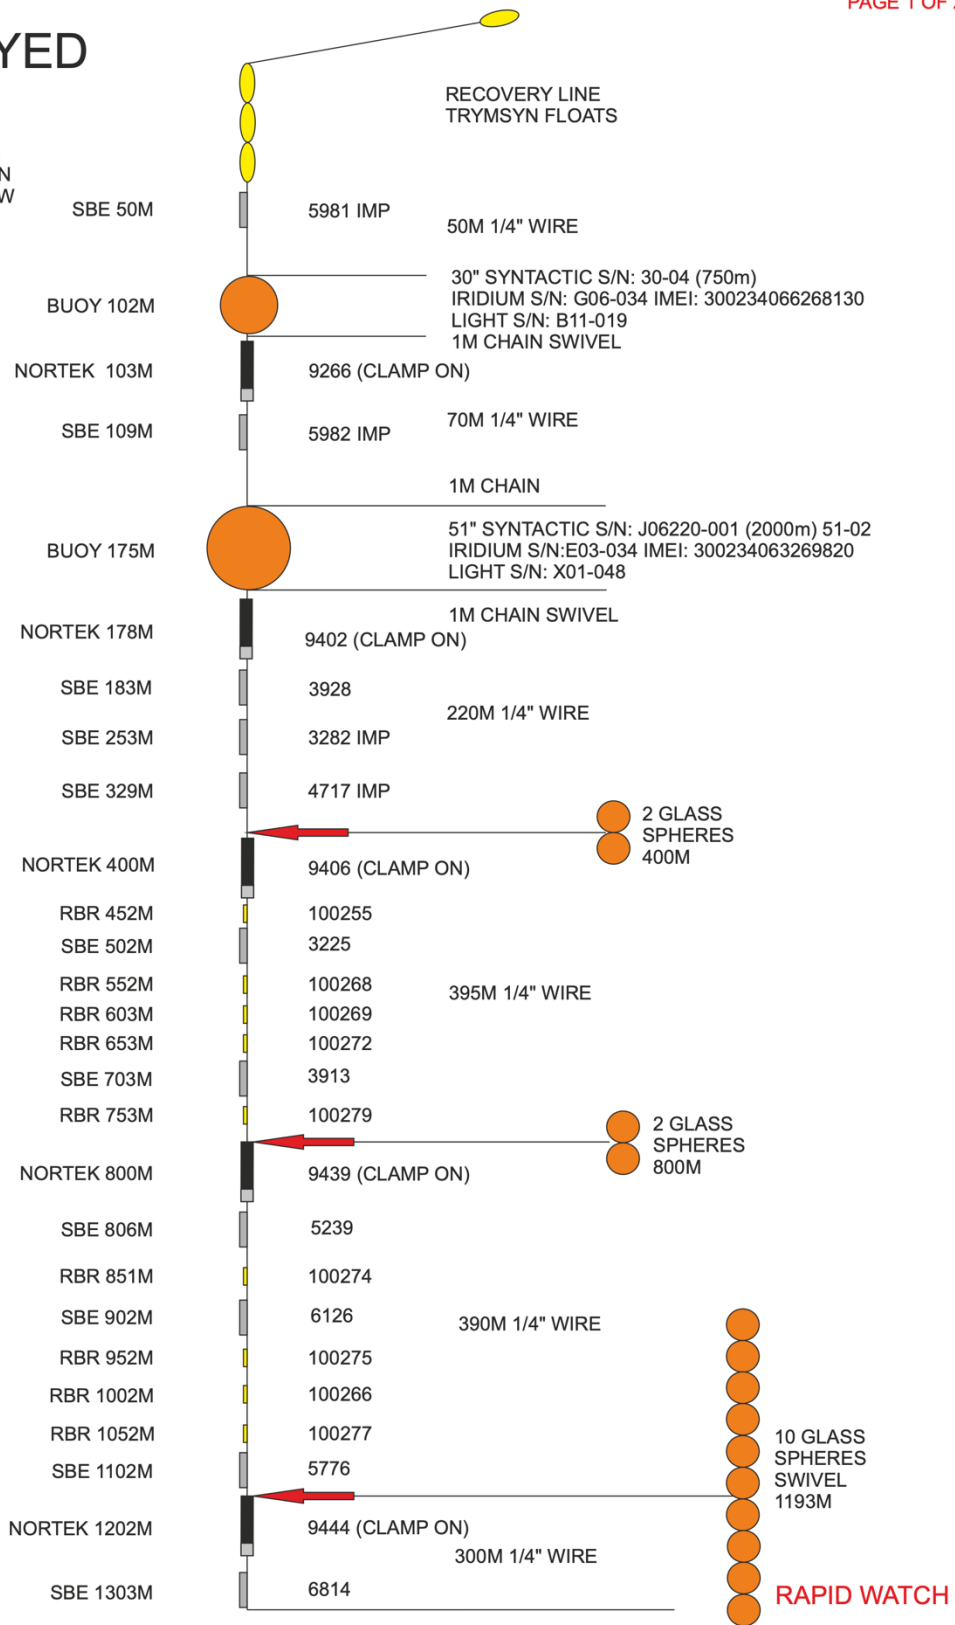 PAGE 1 OF
YED
RECOVERY LINE
TRYMSYN FLOATS
N
W
SBE 50M
5981 IMP
50M 1/4" WIRE
30" SYNTACTIC S/N: 30-04 (750m)
BUOY 102M
IRIDIUM S/N: G06-034 IMEI: 300234066268130
LIGHT S/N: B11-019
1M CHAIN SWIVEL
NORTEK 103M
9266 (CLAMP ON)
70M 1/4" WIRE
SBE 109M
5982 IMP
1M CHAIN
51" SYNTACTIC S/N: J06220-001 (2000m) 51-02
BUOY 175M
IRIDIUM S/N:E03-034 IMEI: 300234063269820
LIGHT S/N: X01-048
1M CHAIN SWIVEL
NORTEK 178M
9402 (CLAMP ON)
SBE 183M
3928
220M 1/4" WIRE
SBE 253M
3282 IMP
SBE 329M
4717 IMP
2 GLASS
SPHERES
400M
NORTEK 400M
9406 (CLAMP ON)
RBR 452M
100255
SBE 502M
3225
RBR 552M
100268
395M 1/4" WIRE
RBR 603M
100269
RBR 653M
100272
SBE 703M
3913
RBR 753M
100279
2 GLASS
SPHERES
800M
NORTEK 800M
9439 (CLAMP ON)
SBE 806M
5239
RBR 851M
100274
SBE 902M
6126
390M 1/4" WIRE
RBR 952M
100275
RBR 1002M
100266
RBR 1052M
100277
10 GLASS
SPHERES
SWIVEL
1193M
SBE 1102M
5776
NORTEK 1202M
9444 (CLAMP ON)
300M 1/4" WIRE
SBE 1303M
6814
RAPID WATCH